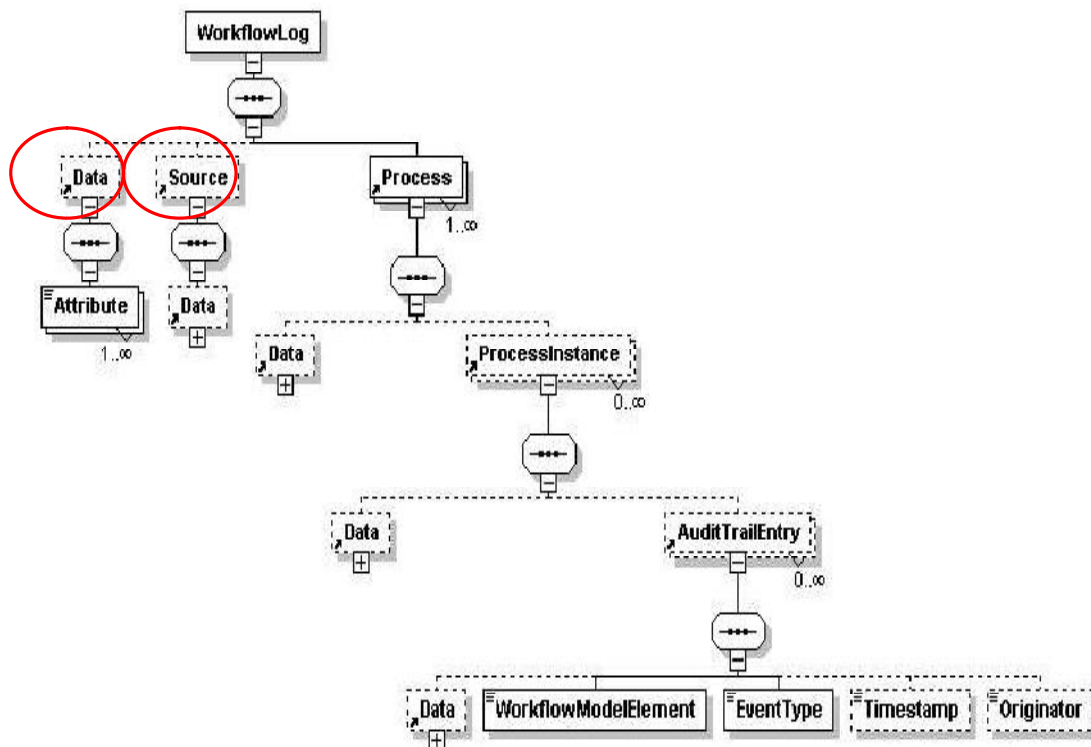 WorkflowLog
Data
Source
Process
1..∞
Attribute
1..∞
Data
Data
ProcessInstance
0..∞
Data
AuditTrailEntry
0..∞
Data
WorkflowModelElement
EventType
Timestamp
Originator